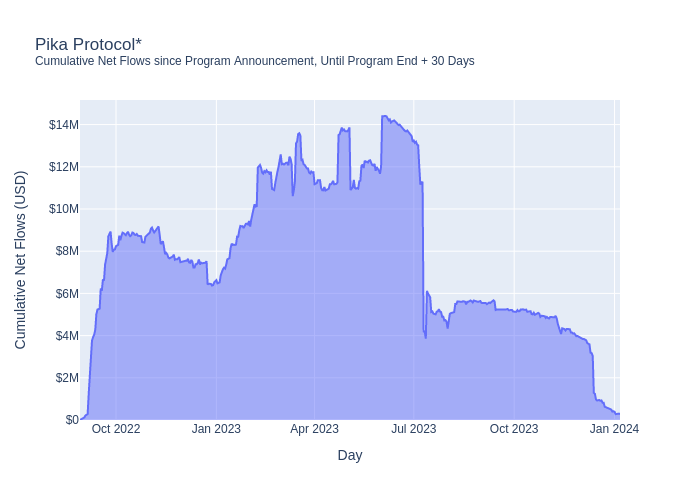 Pika Protocol*
Cumulative Net Flows since Program Announcement, Until Program End + 30 Days
Cumulative Net Flows (USD)
$14M
$12M
$10M
$8M
$6M
$4M
$2M
$0
Oct 2022
Jan 2023
Apr 2023
Jul 2023
Oct 2023
Jan 2024
Day